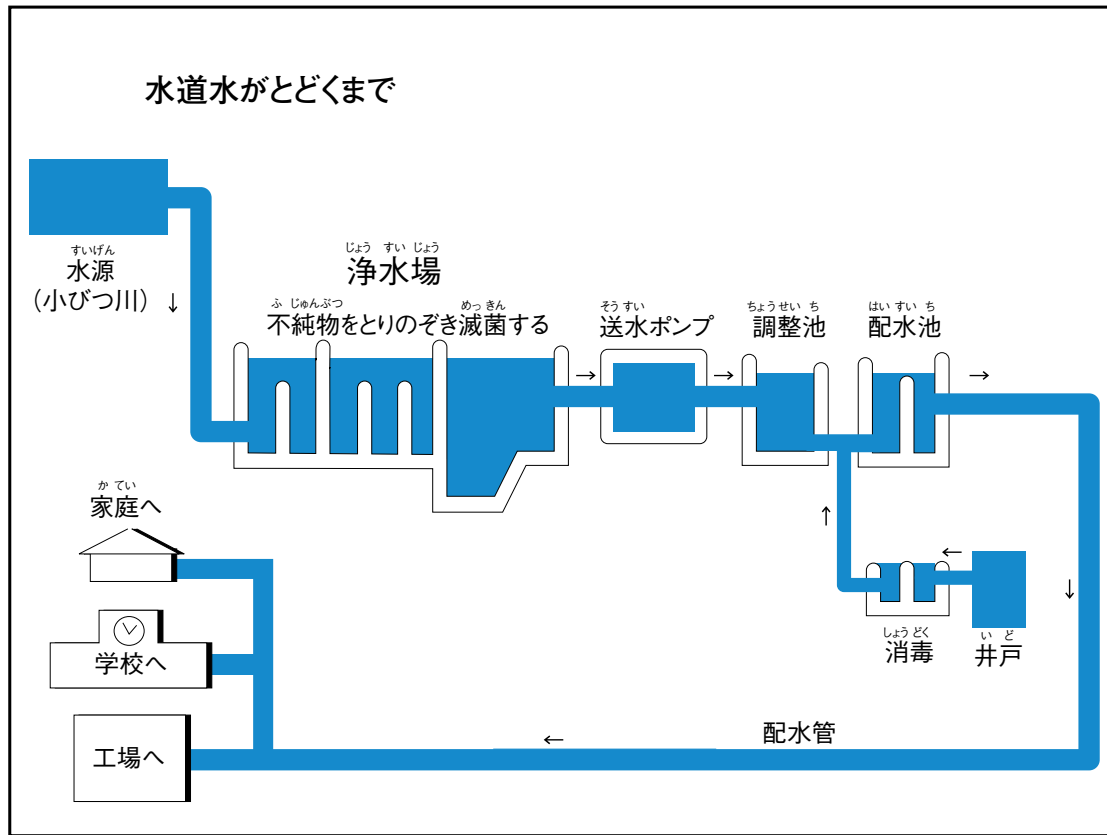 水道水がとどくまで
すいげん
水源
（小びつ川）↓
じょう すい じょう
浄水場
ふ じゅんぶつ めっ きん
不純物をとりのぞき滅菌する
そう すい
送水ポンプ
ちょう せい ち
調整池
はい すい ち
配水池
→
→
→
↑
←
↓
しょう どく
消毒
い ど
井戸
か てい
家庭へ
学校へ
工場へ
←
配水管